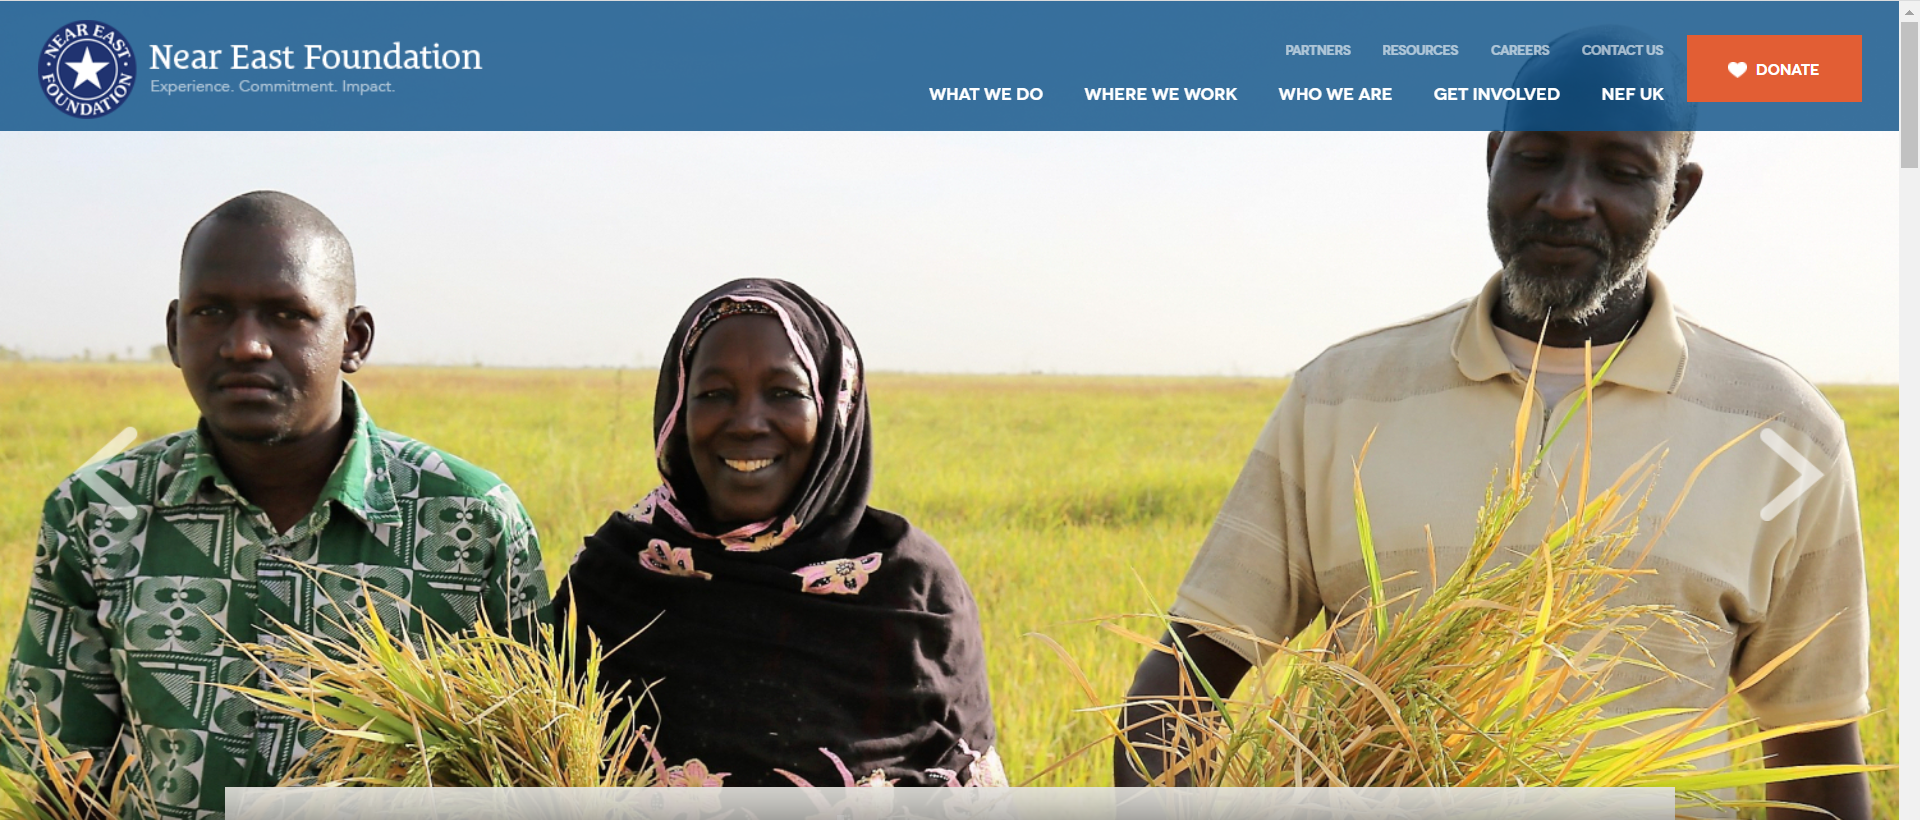 NEAR EAST
FOUNDATION
Near East Foundation
Experience. Commitment. Impact.
PARTNERS RESOURCES CAREERS CONTACT US
DONATE
WHAT WE DO WHERE WE WORK WHO WE ARE GET INVOLVED NEF UK